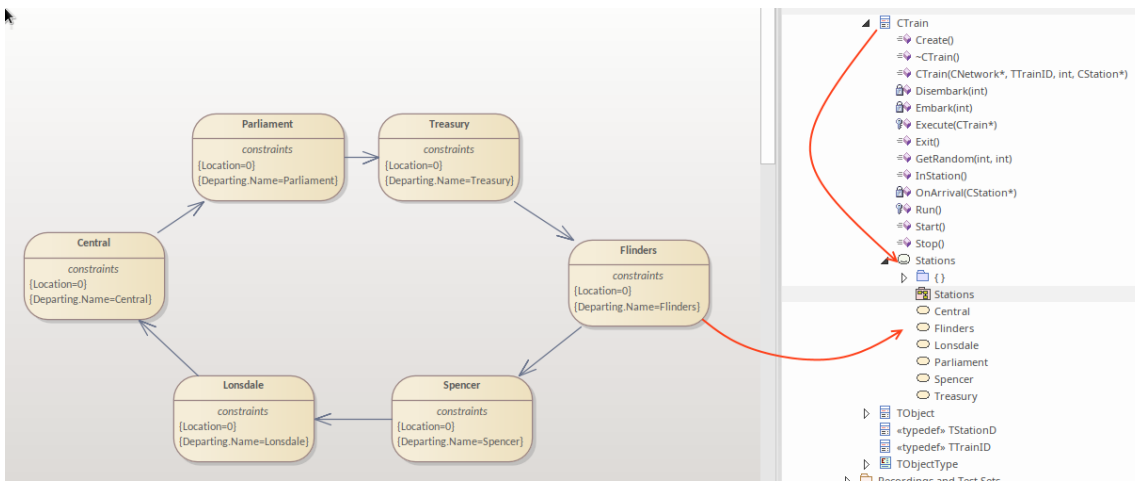 Parliament
constraints
{Location=0}
{Departing.Name=Parliament}
Treasury
constraints
{Location=0}
{Departing.Name=Treasury}
Central
constraints
{Location=0}
{Departing.Name=Central}
Flinders
constraints
{Location=0}
{Departing.Name=Flinders}
Lonsdale
constraints
{Location=0}
{Departing.Name=Lonsdale}
Spencer
constraints
{Location=0}
{Departing.Name=Spencer}
CTrain
Create()
~CTrain()
CTrain(CNetwork*, TTrainID, int, CStation*)
Disembark(int)
Embark(int)
Execute(CTrain*)
Exit()
GetRandom(int, int)
InStation()
OnArrival(CStation*)
Run()
Start()
Stop()
Stations
{ }
Stations
Central
Flinders
Lonsdale
Parliament
Spencer
Treasury
TObject
«typedef» TStationD
«typedef» TTrainID
TObjectType
Recordings and Test Sets